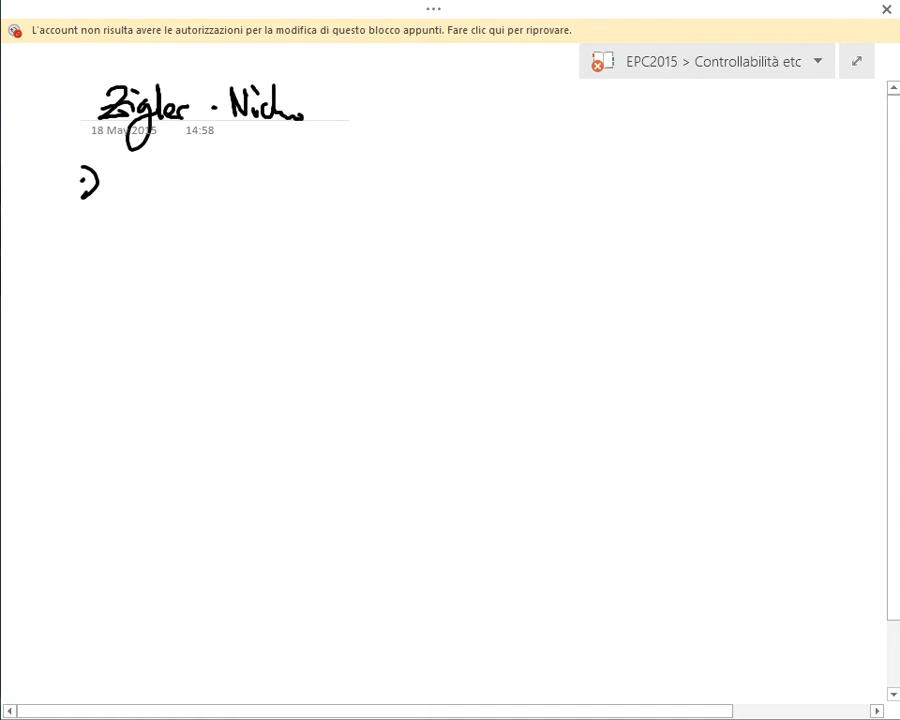 L'account non risulta avere le autorizzazioni per la modifica di questo blocco appunti. Fare clic qui per riprovare.
EPC2015 > Controllabilità etc
Zigler - Nich
18 May 2015 14:58
:)